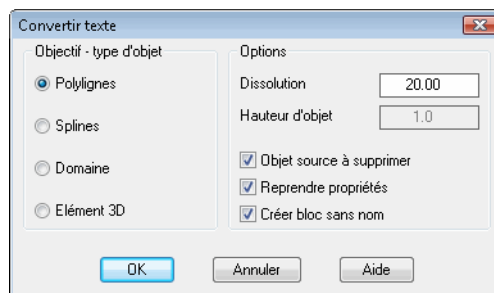 Convertir texte
Objectif - type d'objet
Polylignes
Splines
Domaine
Elément 3D
Options
Dissolution 20.00
Hauteur d'objet 1.0
Objet source à supprimer
Reprendre propriétés
Créer bloc sans nom
OK Annuler Aide